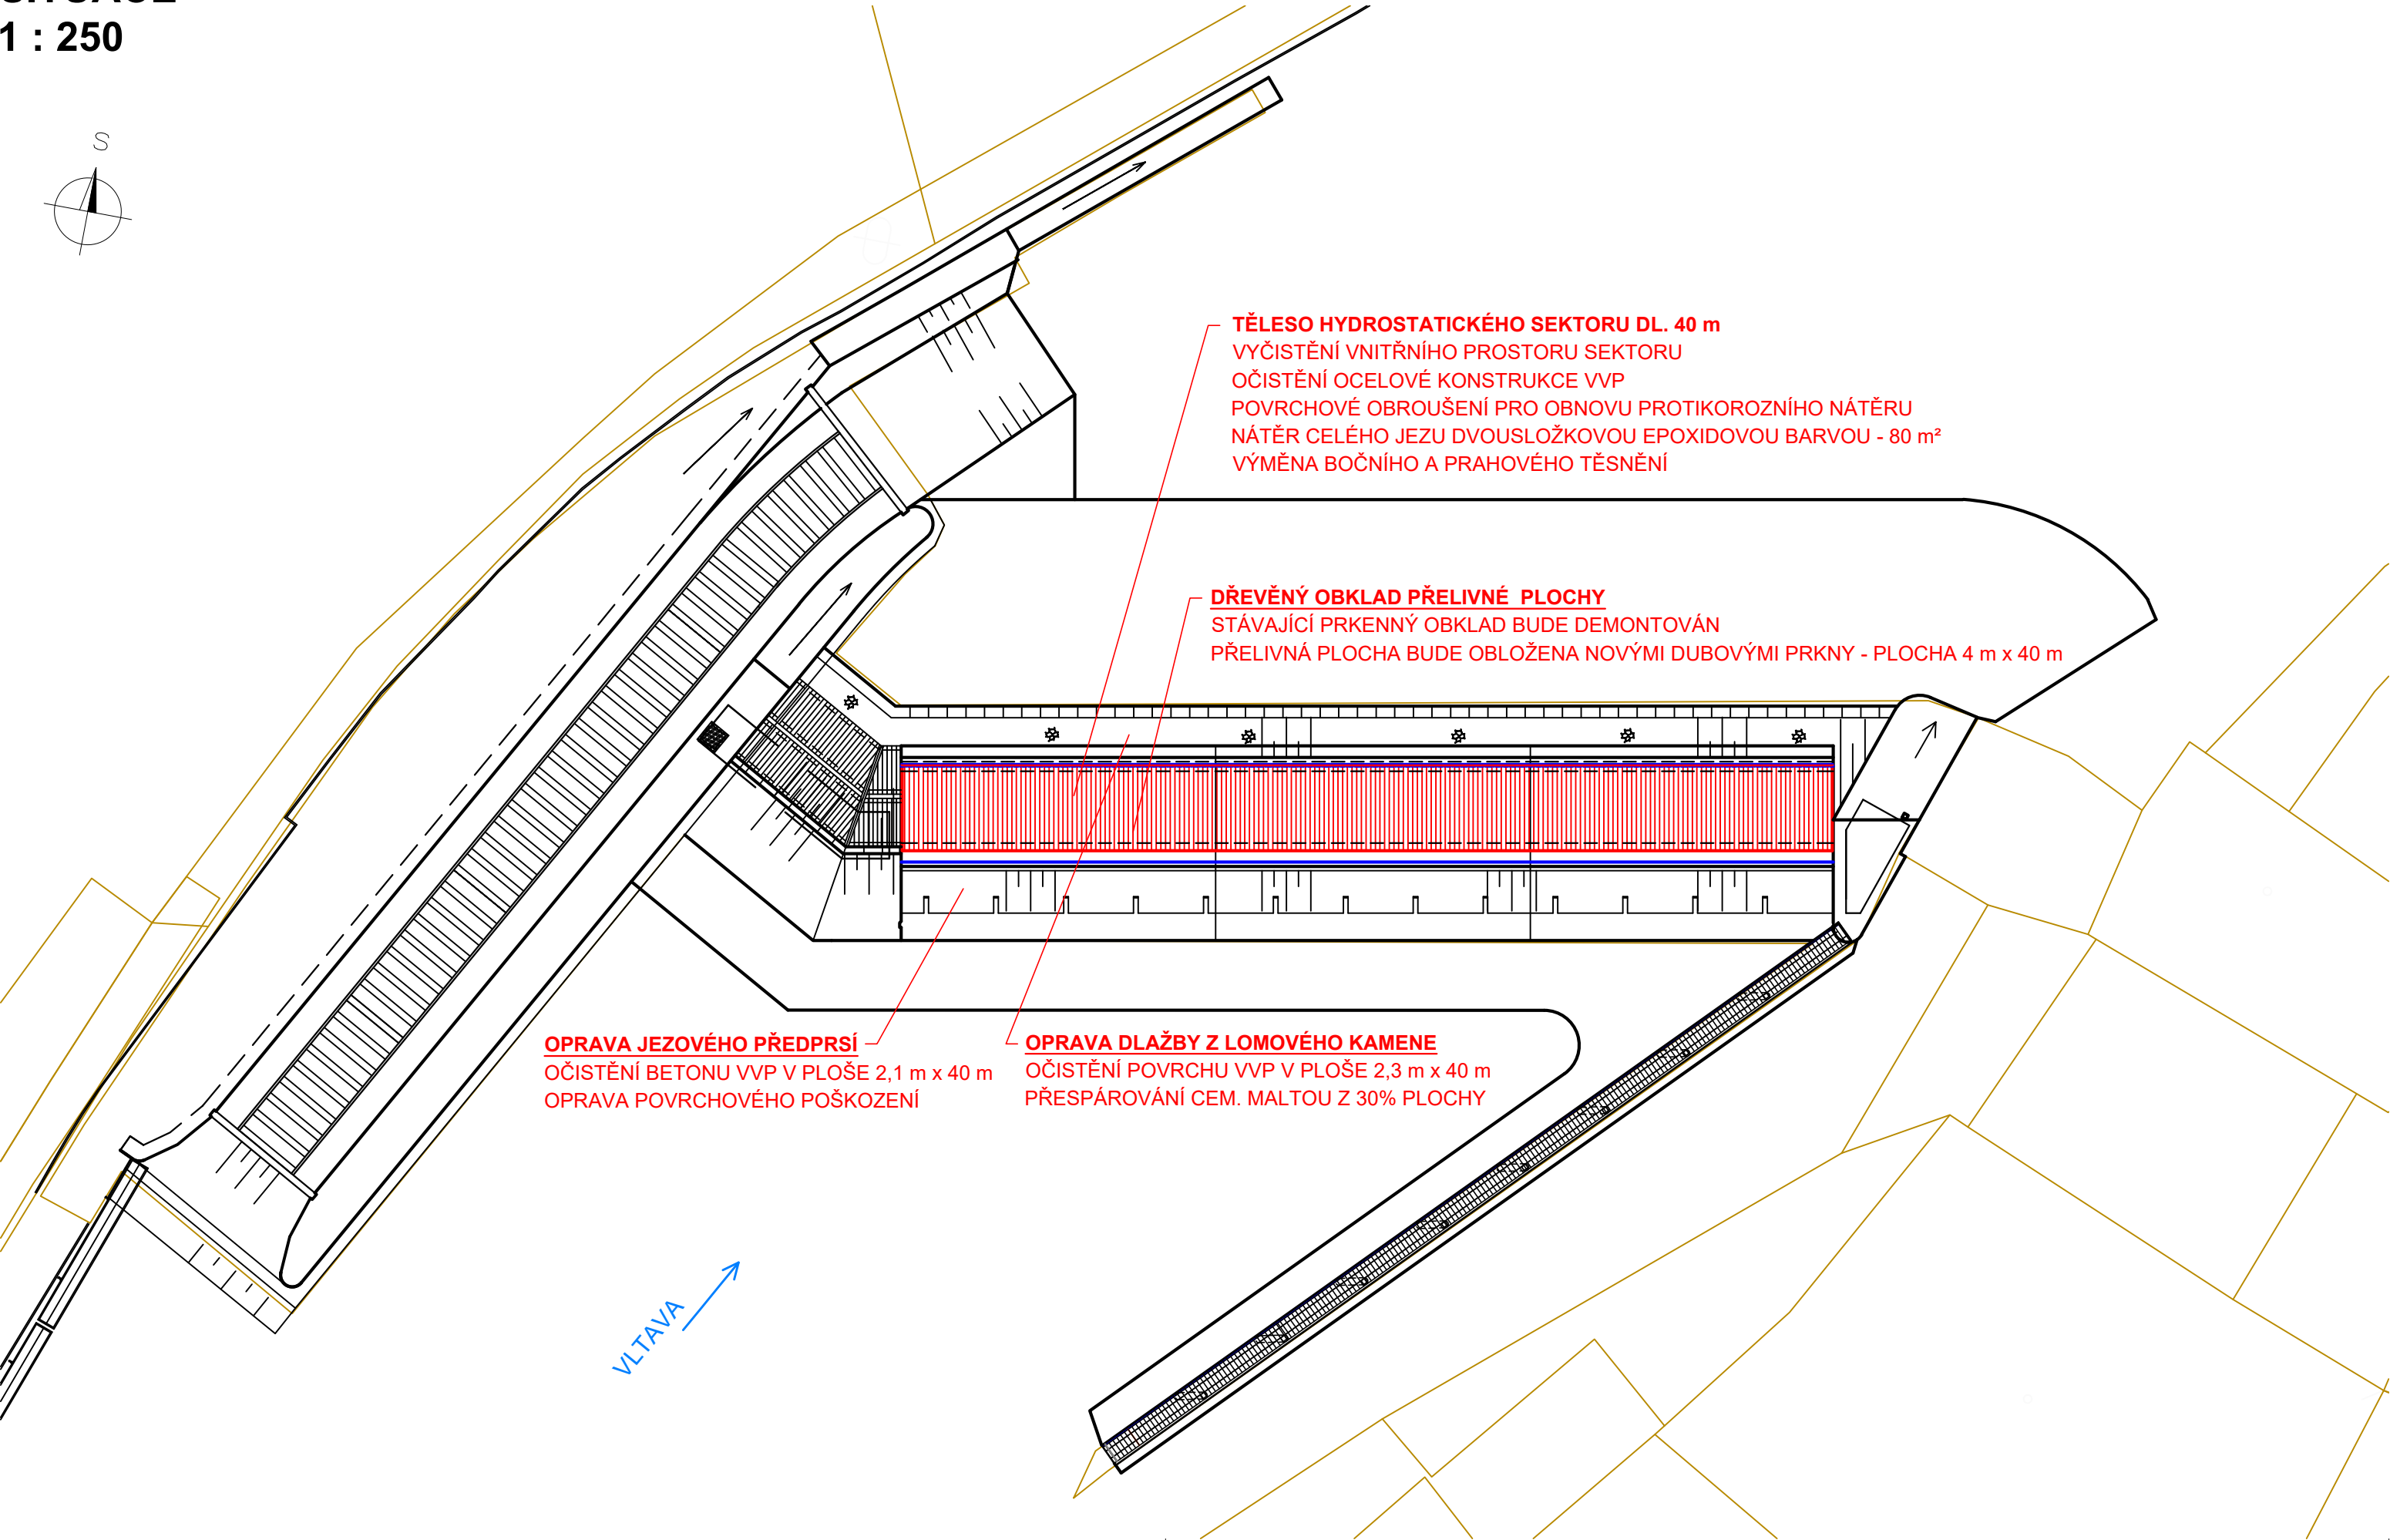 1 : 250
S
TĚLESO HYDROSTATICKÉHO SEKTORU DL. 40 m
VYČISTĚNÍ VNITŘNÍHO PROSTORU SEKTORU
OČISTĚNÍ OCELOVÉ KONSTRUKCE VVP
POVRCHOVÉ OBROUŠENÍ PRO OBNOVU PROTIKOROZNÍHO NÁTĚRU
NÁTĚR CELÉHO JEZU DVOUSLOŽKOVOU EPOXIDOVOU BARVOU - 80 m²
VÝMĚNA BOČNÍHO A PRAHOVÉHO TĚSNĚNÍ
DŘEVĚNÝ OBKLAD PŘELIVNÉ  PLOCHY
STÁVAJÍCÍ PRKENNÝ OBKLAD BUDE DEMONTOVÁN
PŘELIVNÁ PLOCHA BUDE OBLOŽENA NOVÝMI DUBOVÝMI PRKNY - PLOCHA 4 m x 40 m
OPRAVA JEZOVÉHO PŘEDPRSÍ
OČISTĚNÍ BETONU VVP V PLOŠE 2,1 m x 40 m
OPRAVA POVRCHOVÉHO POŠKOZENÍ
OPRAVA DLAŽBY Z LOMOVÉHO KAMENE
OČISTĚNÍ POVRCHU VVP V PLOŠE 2,3 m x 40 m
PŘESPÁROVÁNÍ CEM. MALTOU Z 30% PLOCHY
VLTAVA